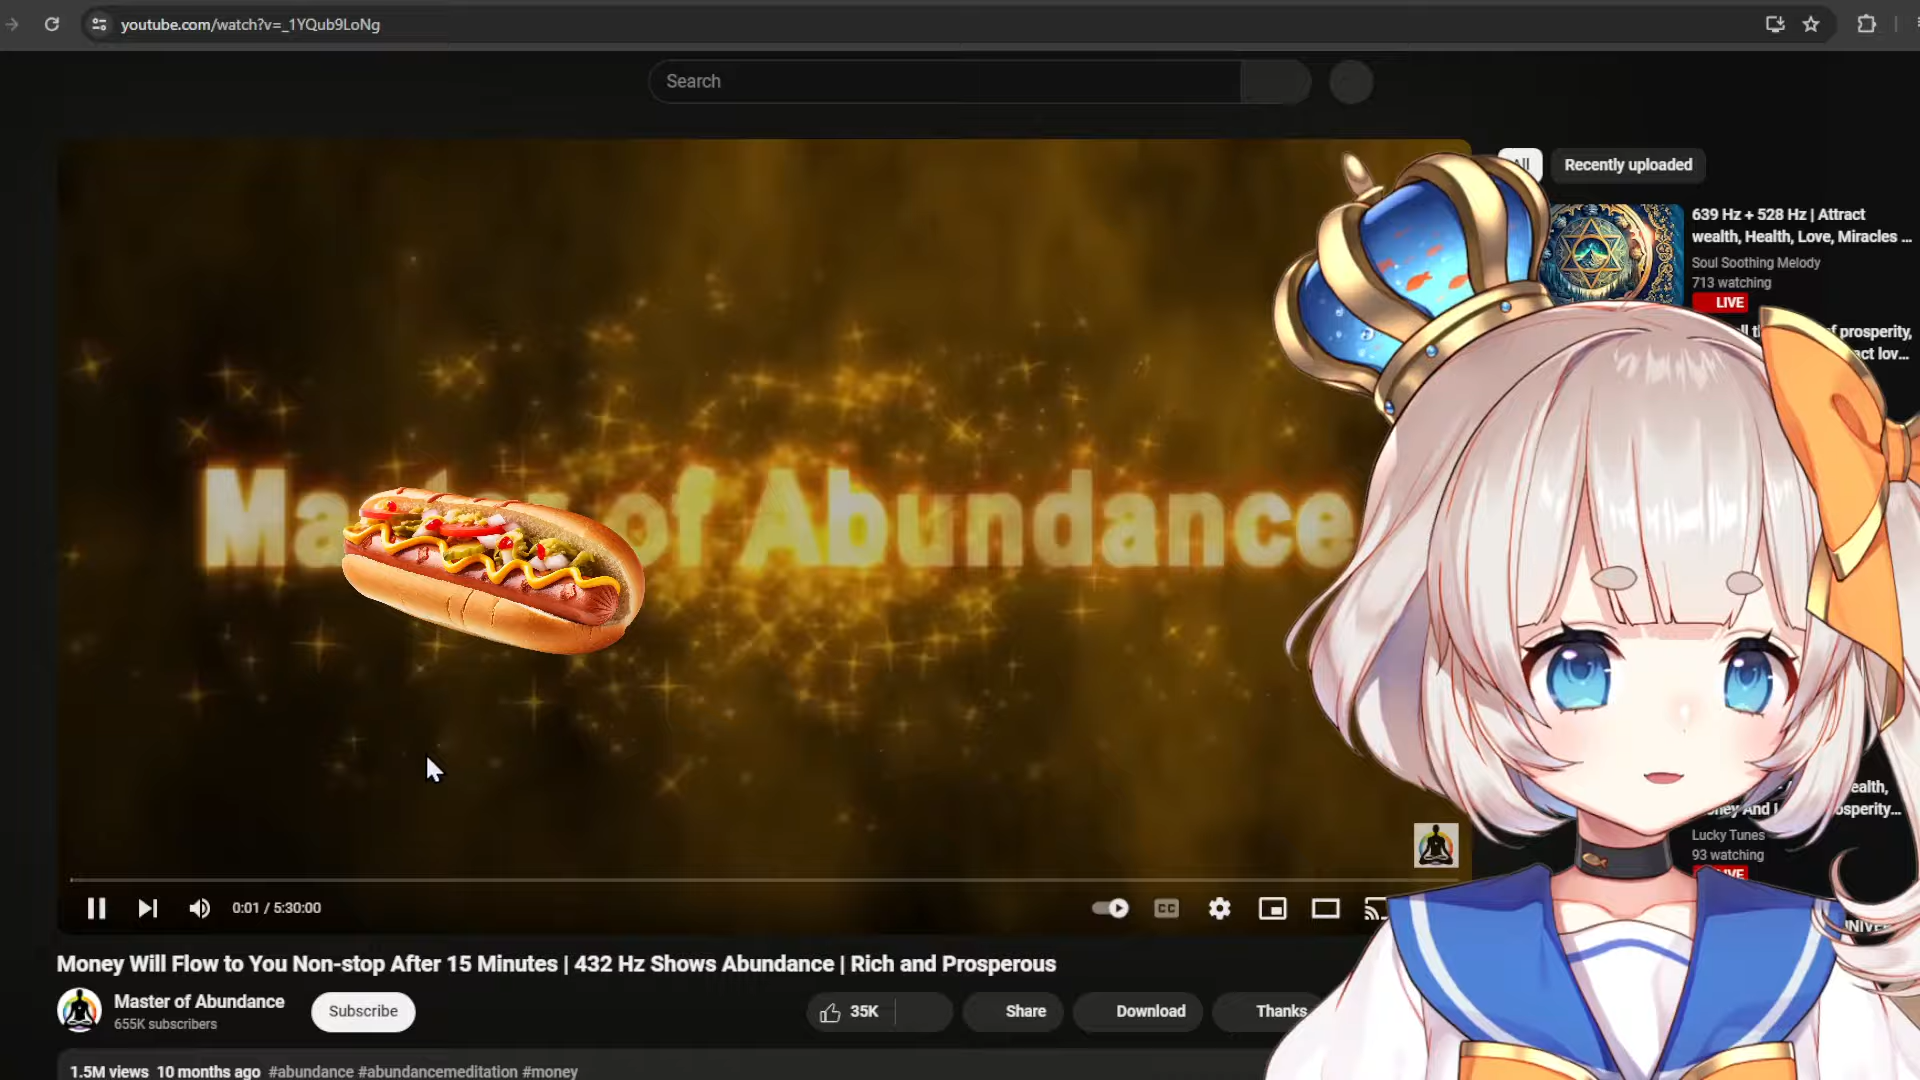 youtube.com/watch?v=_1YQub9LoNg
Search
All
Recently uploaded
639 Hz + 528 Hz | Attract
wealth, Health, Love, Miracles ...
Soul Soothing Melody
713 watching
LIVE
prosperity,
lov...
Ma of Abundance
Lucky Tunes
93 watching
0:01 / 5:30:00
CC
Money Will Flow to You Non-stop After 15 Minutes | 432 Hz Shows Abundance | Rich and Prosperous
Master of Abundance
655K subscribers
Subscribe
35K
Share
Download
Thanks
1.5M views 10 months ago #abundance #abundancemeditation #money